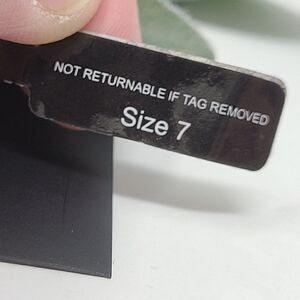 NOT RETURNABLE IF TAG REMOVED
Size 7